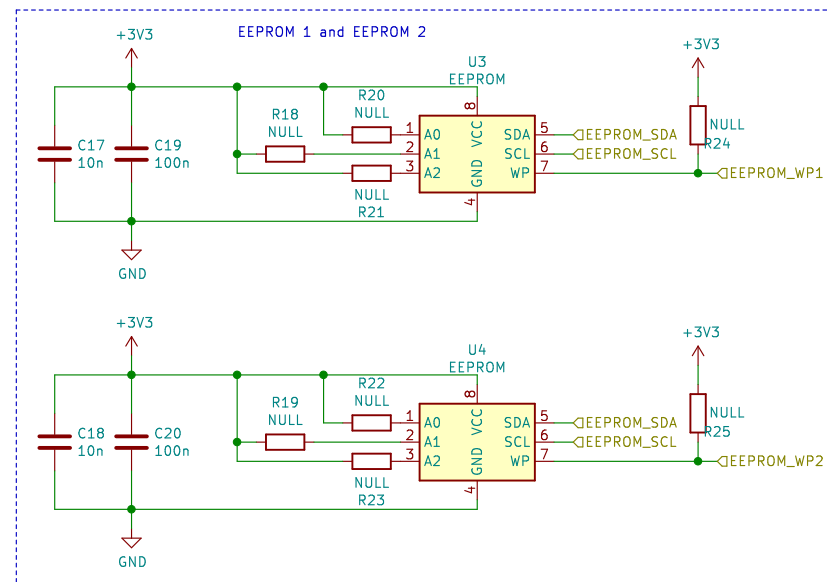 EEPROM 1 and EEPROM 2
+3V3
+3V3
U3
EEPROM
R20
NULL
R18
NULL
8
VCC
NULL
R24
C17
10n
C19
100n
1
A0
SDA
5
EEPROM_SDA
2
A1
SCL
6
EEPROM_SCL
3
A2
GND
WP
7
EEPROM_WP1
NULL
R21
4
GND
+3V3
+3V3
U4
EEPROM
R22
NULL
R19
NULL
8
VCC
NULL
R25
C18
10n
C20
100n
1
A0
SDA
5
EEPROM_SDA
2
A1
SCL
6
EEPROM_SCL
3
A2
GND
WP
7
EEPROM_WP2
NULL
R23
4
GND